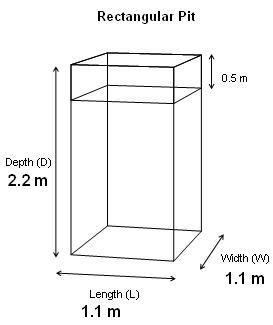 Rectangular Pit
0.5 m
Depth (D)
2.2 m
Width (W)
1.1 m
Length (L)
1.1 m